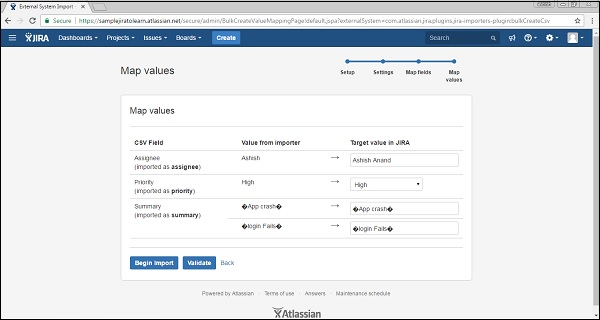 External System Import -
Secure https://samplejiratolearn.atlassian.net/secure/admin/BulkCreateValueMappingPage!default.jspa?externalSystem=com.atlassian.jira.plugins.jira-importers-plugin:bulkCreateCsv
JIRA Dashboards Projects Issues Boards Create Search
Map values
Setup Settings Map fields Map
values
Map values
CSV Field Value from importer Target value in JIRA
Assignee Ashish → Ashish Anand
(imported as assignee)
Priority High → High
(imported as priority)
Summary �App crash� → �App crash�
(imported as summary)
�login Fails� → �login Fails�
Begin Import Validate Back
Powered by Atlassian · Terms of use · Answers · Maintenance schedule
Atlassian